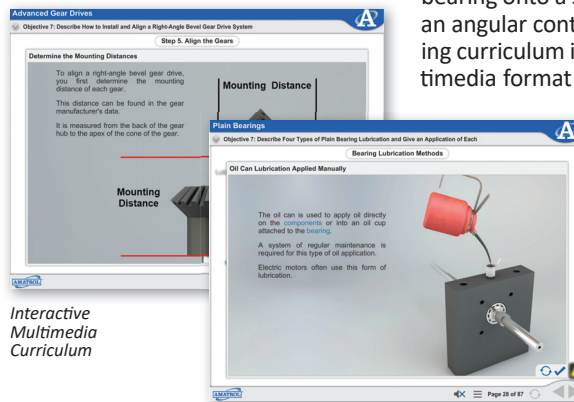 Advanced Gear Drives
Objective 7: Describe How to Install and Align a Right-Angle Bevel Gear Drive System
Step 5. Align the Gears
Determine the Mounting Distances
To align a right-angle bevel gear drive,
you first determine the mounting
distance of each gear.
This distance can be found in the gear
manufacturer's data.
It is measured from the back of the gear
hub to the apex of the cone of the gear.
Mounting Distance
Mounting
Distance
AMATROL
Interactive
Multimedia
Curriculum
an angular cont
ing curriculum i
timedia format
Plain Bearings
Objective 7: Describe Four Types of Plain Bearing Lubrication and Give an Application of Each
Bearing Lubrication Methods
Oil Can Lubrication Applied Manually
The oil can is used to apply oil directly
on the components or into an oil cup
attached to the bearing.
A system of regular maintenance is
required for this type of oil application.
Electric motors often use this form of
lubrication.
AMATROL
Page 28 of 87